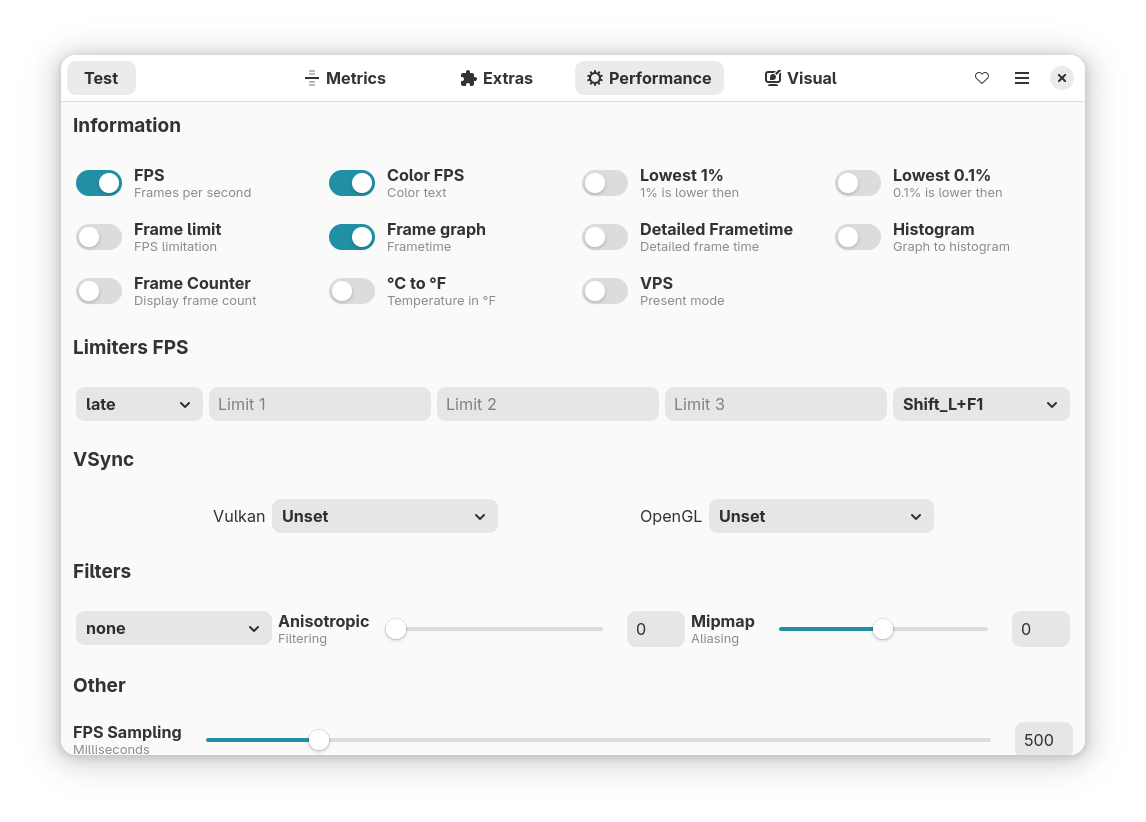 Test
Metrics
Extras
Performance
Visual
Information
FPS
Frames per second
Color FPS
Color text
Lowest 1%
1% is lower then
Lowest 0.1%
0.1% is lower then
Frame limit
FPS limitation
Frame graph
Frametime
Detailed Frametime
Detailed frame time
Histogram
Graph to histogram
Frame Counter
Display frame count
°C to °F
Temperature in °F
VPS
Present mode
Limiters FPS
late
Limit 1
Limit 2
Limit 3
Shift_L+F1
VSync
Vulkan
Unset
OpenGL
Unset
Filters
none
Anisotropic
Filtering
0
Mipmap
Aliasing
0
Other
FPS Sampling
Milliseconds
500